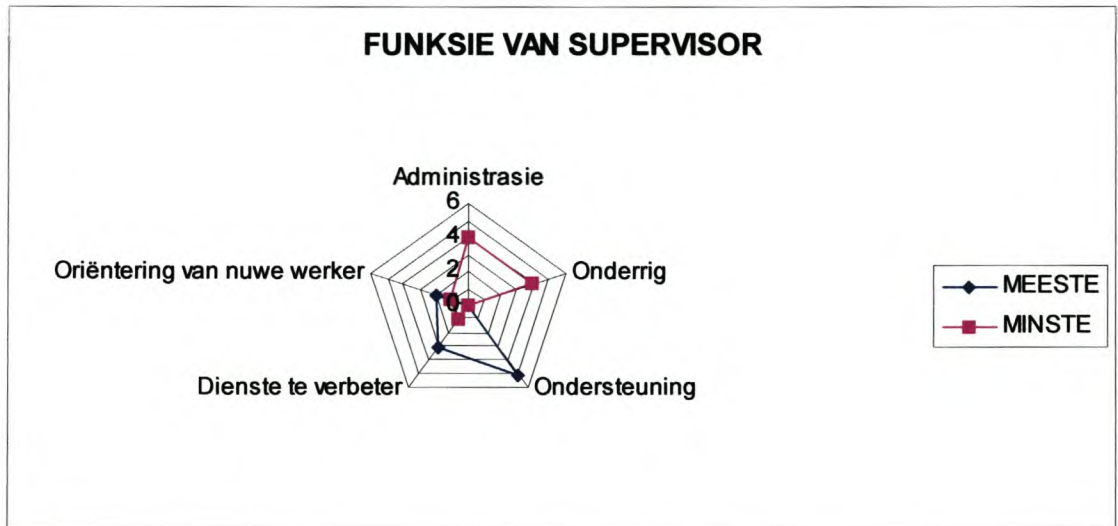 FUNKSIE VAN SUPERVISOR
Administrasie
6
4
2
0
Onderrig
Oriëntering van nuwe werker
Dienste te verbeter
Ondersteuning
MEESTE
MINSTE